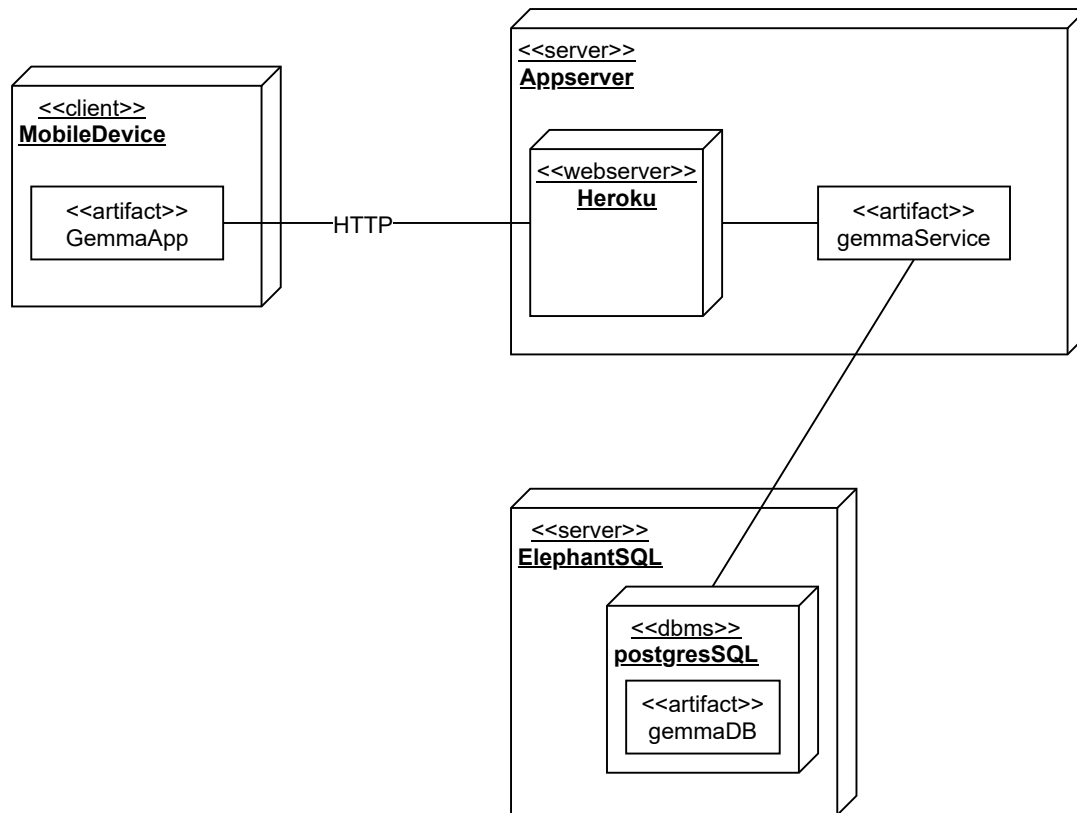 <<client>>
MobileDevice
<<artifact>>
GemmaApp
HTTP
<<server>>
Appserver
<<webserver>>
Heroku
<<artifact>>
gemmaService
<<server>>
ElephantSQL
<<dbms>>
postgresSQL
<<artifact>>
gemmaDB